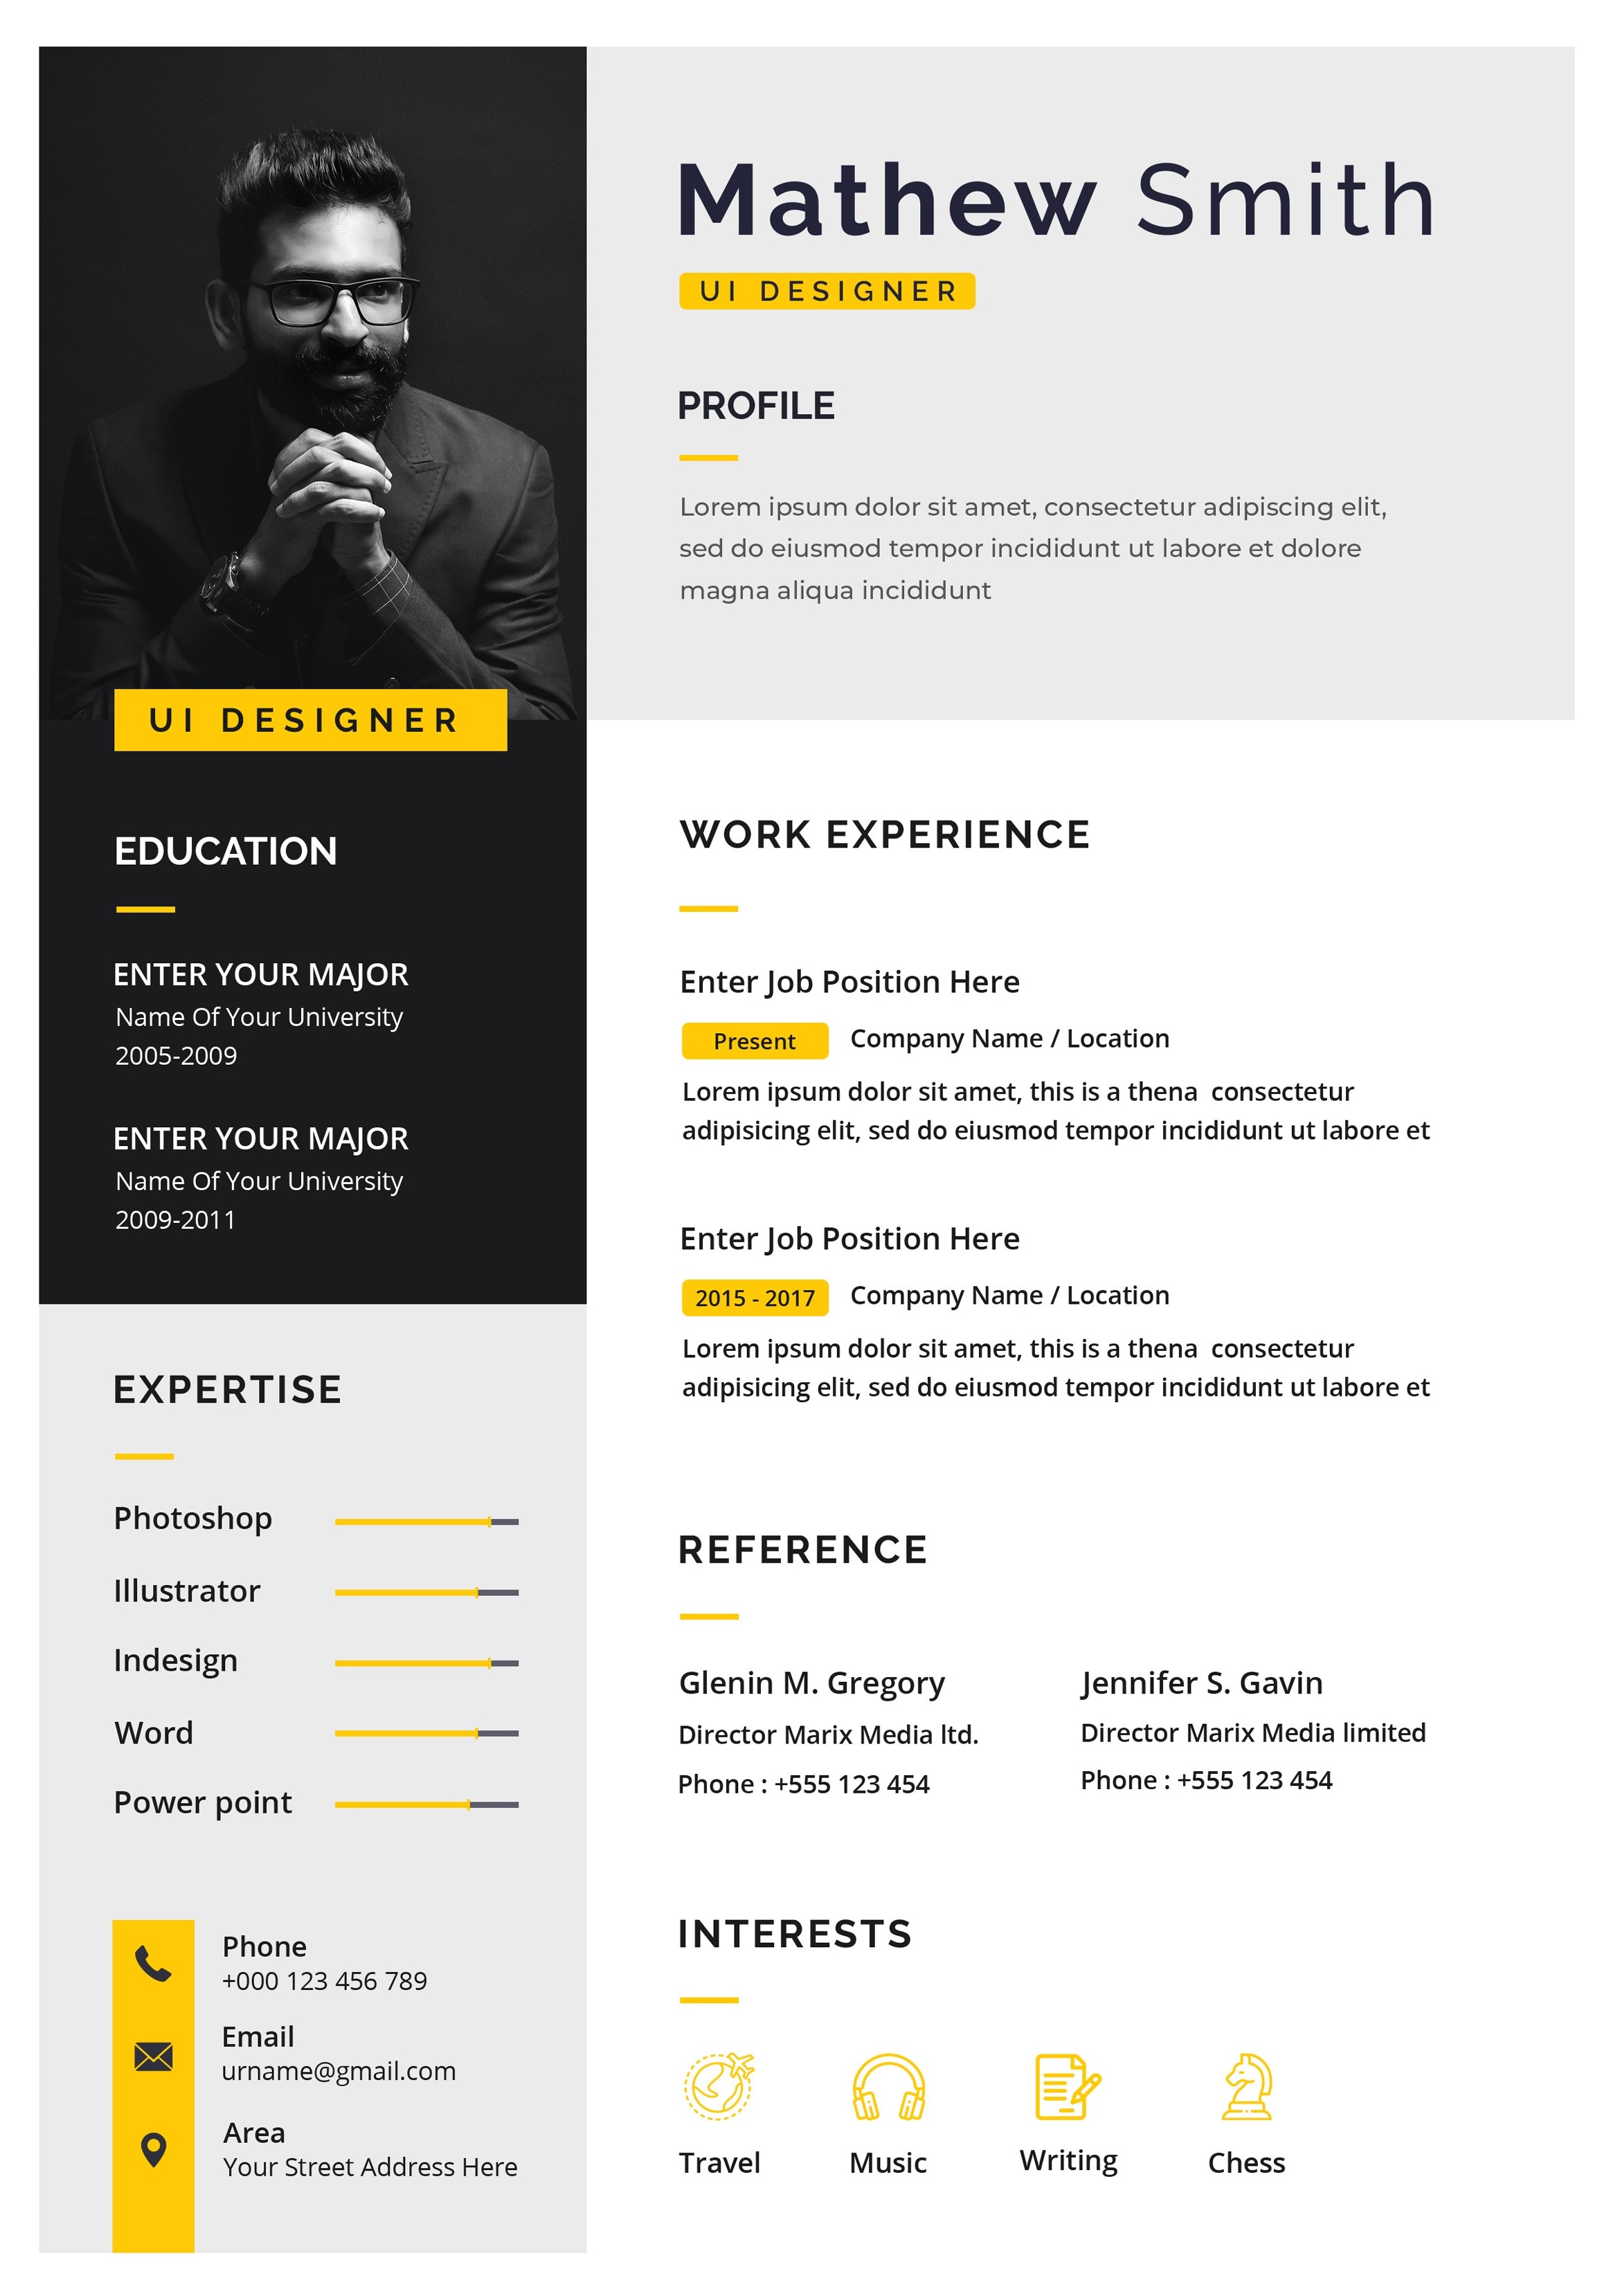 Mathew Smith
UI DESIGNER
PROFILE
Lorem ipsum dolor sit amet, consectetur adipiscing elit,
sed do eiusmod tempor incididunt ut labore et dolore
magna aliqua incididunt
UI DESIGNER
EDUCATION
ENTER YOUR MAJOR
Name Of Your University
2005-2009
ENTER YOUR MAJOR
Name Of Your University
2009-2011
EXPERTISE
Photoshop
Illustrator
Indesign
Word
Power point
Phone
+000 123 456 789
Email
urname@gmail.com
Area
Your Street Address Here
WORK EXPERIENCE
Enter Job Position Here
Present Company Name / Location
Lorem ipsum dolor sit amet, this is a thena  consectetur
adipisicing elit, sed do eiusmod tempor incididunt ut labore et
Enter Job Position Here
2015 - 2017 Company Name / Location
Lorem ipsum dolor sit amet, this is a thena  consectetur
adipisicing elit, sed do eiusmod tempor incididunt ut labore et
REFERENCE
Glenin M. Gregory
Director Marix Media ltd.
Phone : +555 123 454
Jennifer S. Gavin
Director Marix Media limited
Phone : +555 123 454
INTERESTS
Travel Music Writing Chess